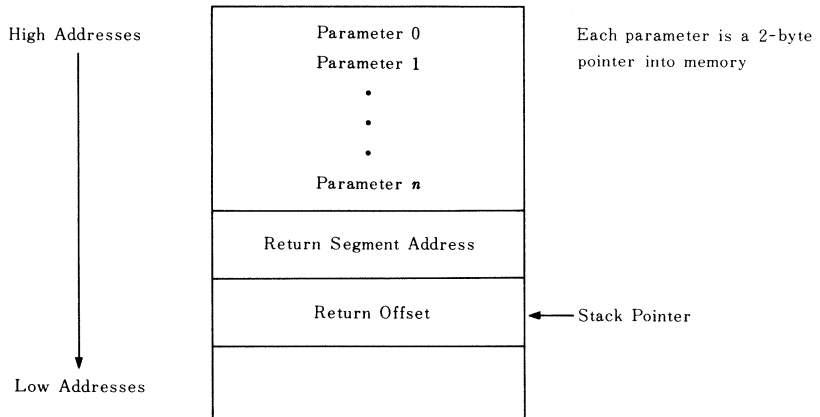 High Addresses
Parameter 0
Each parameter is a 2-byte
Parameter 1
pointer into memory
Parameter n
Return Segment Address
Return Offset
Stack Pointer
Low Addresses